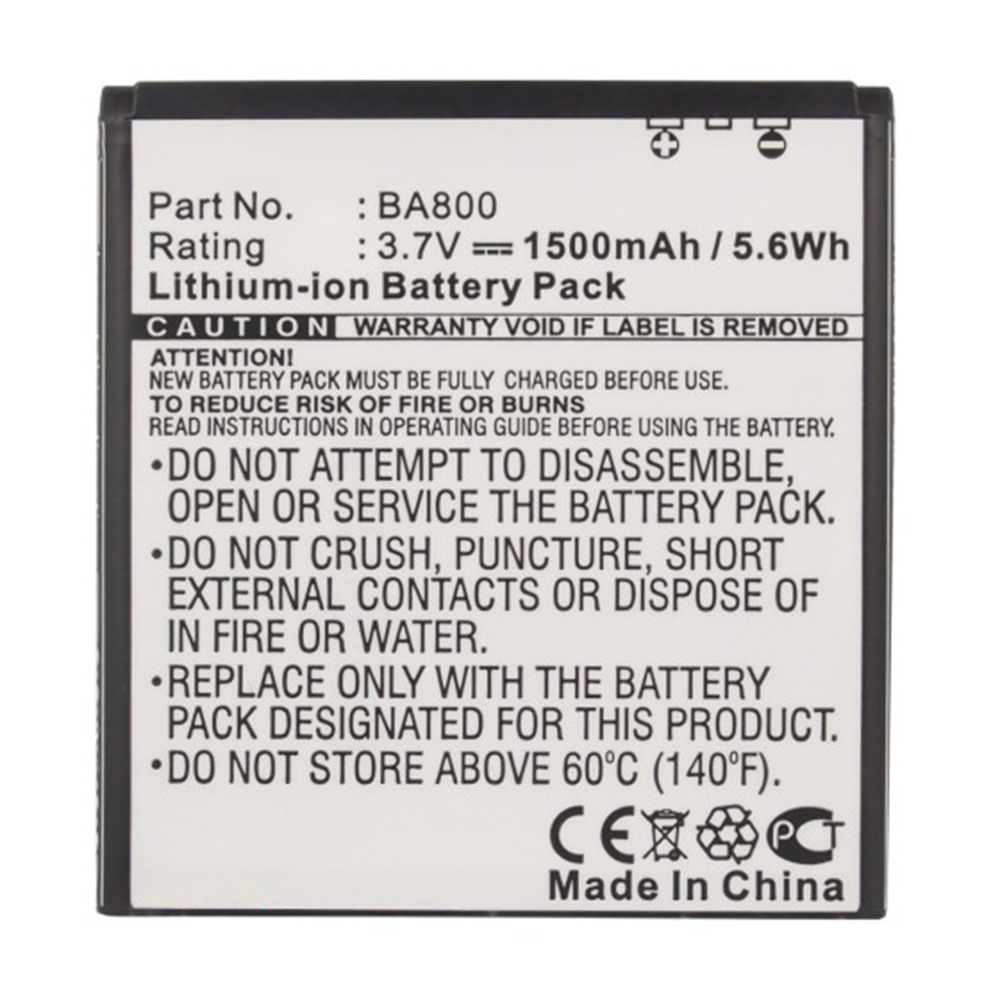 Part No. : BA800
Rating : 3.7V ⎓ 1500mAh / 5.6Wh
Lithium-ion Battery Pack
CAUTION WARRANTY VOID IF LABEL IS REMOVED
ATTENTION!
NEW BATTERY PACK MUST BE FULLY CHARGED BEFORE USE.
TO REDUCE RISK OF FIRE OR BURNS
READ INSTRUCTIONS IN OPERATING GUIDE BEFORE USING THE BATTERY.
•DO NOT ATTEMPT TO DISASSEMBLE,
OPEN OR SERVICE THE BATTERY PACK.
•DO NOT CRUSH, PUNCTURE, SHORT
EXTERNAL CONTACTS OR DISPOSE OF
IN FIRE OR WATER.
•REPLACE ONLY WITH THE BATTERY
PACK DESIGNATED FOR THIS PRODUCT.
•DO NOT STORE ABOVE 60°C (140°F).
CE PCT
Made In China